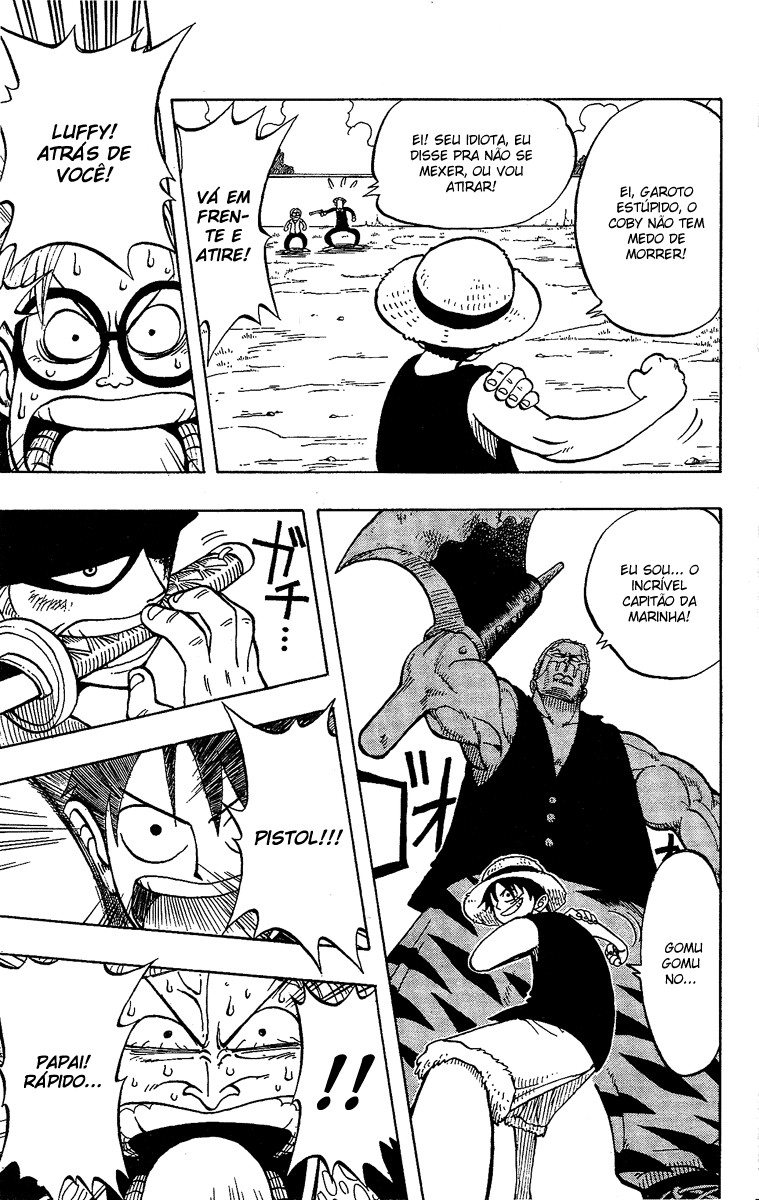 EI, GAROTO
ESTÚPIDO, O
COBY NÃO TEM
MEDO DE
MORRER!
EI! SEU IDIOTA, EU
DISSE PRA NÃO SE
MEXER, OU VOU
ATIRAR!
VÁ EM
FREN-
TE E
ATIRE!
LUFFY!
ATRÁS DE
VOCÊ!
EU SOU... O
INCRÍVEL
CAPITÃO DA
MARINHA!
ゴオ
GOMU
GOMU
NO...
ガチ...
PISTOL!!!
PAPAI!
RÁPIDO...
!!